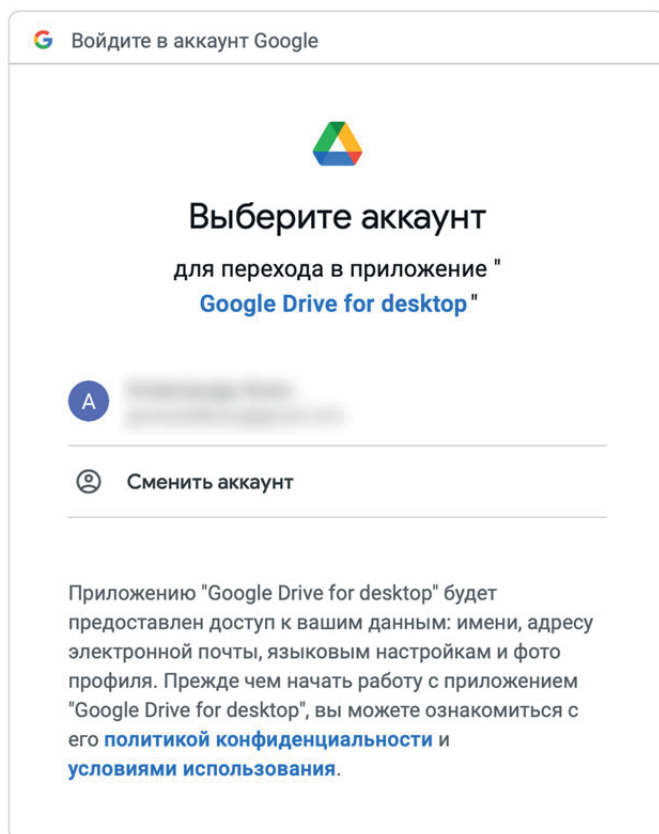 Войдите в аккаунт Google
Выберите аккаунт
для перехода в приложение "
Google Drive for desktop"
А
Сменить аккаунт
Приложению "Google Drive for desktop" будет
предоставлен доступ к вашим данным: имени, адресу
электронной почты, языковым настройкам и фото
профиля. Прежде чем начать работу с приложением
"Google Drive for desktop", вы можете ознакомиться с
его политикой конфиденциальности и
условиями использования.